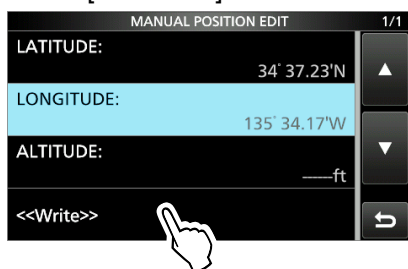 MANUAL POSITION EDIT 1/1
LATITUDE:
34° 37.23'N
LONGITUDE:
135° 34.17'W
ALTITUDE:
-----ft
<<Write>>